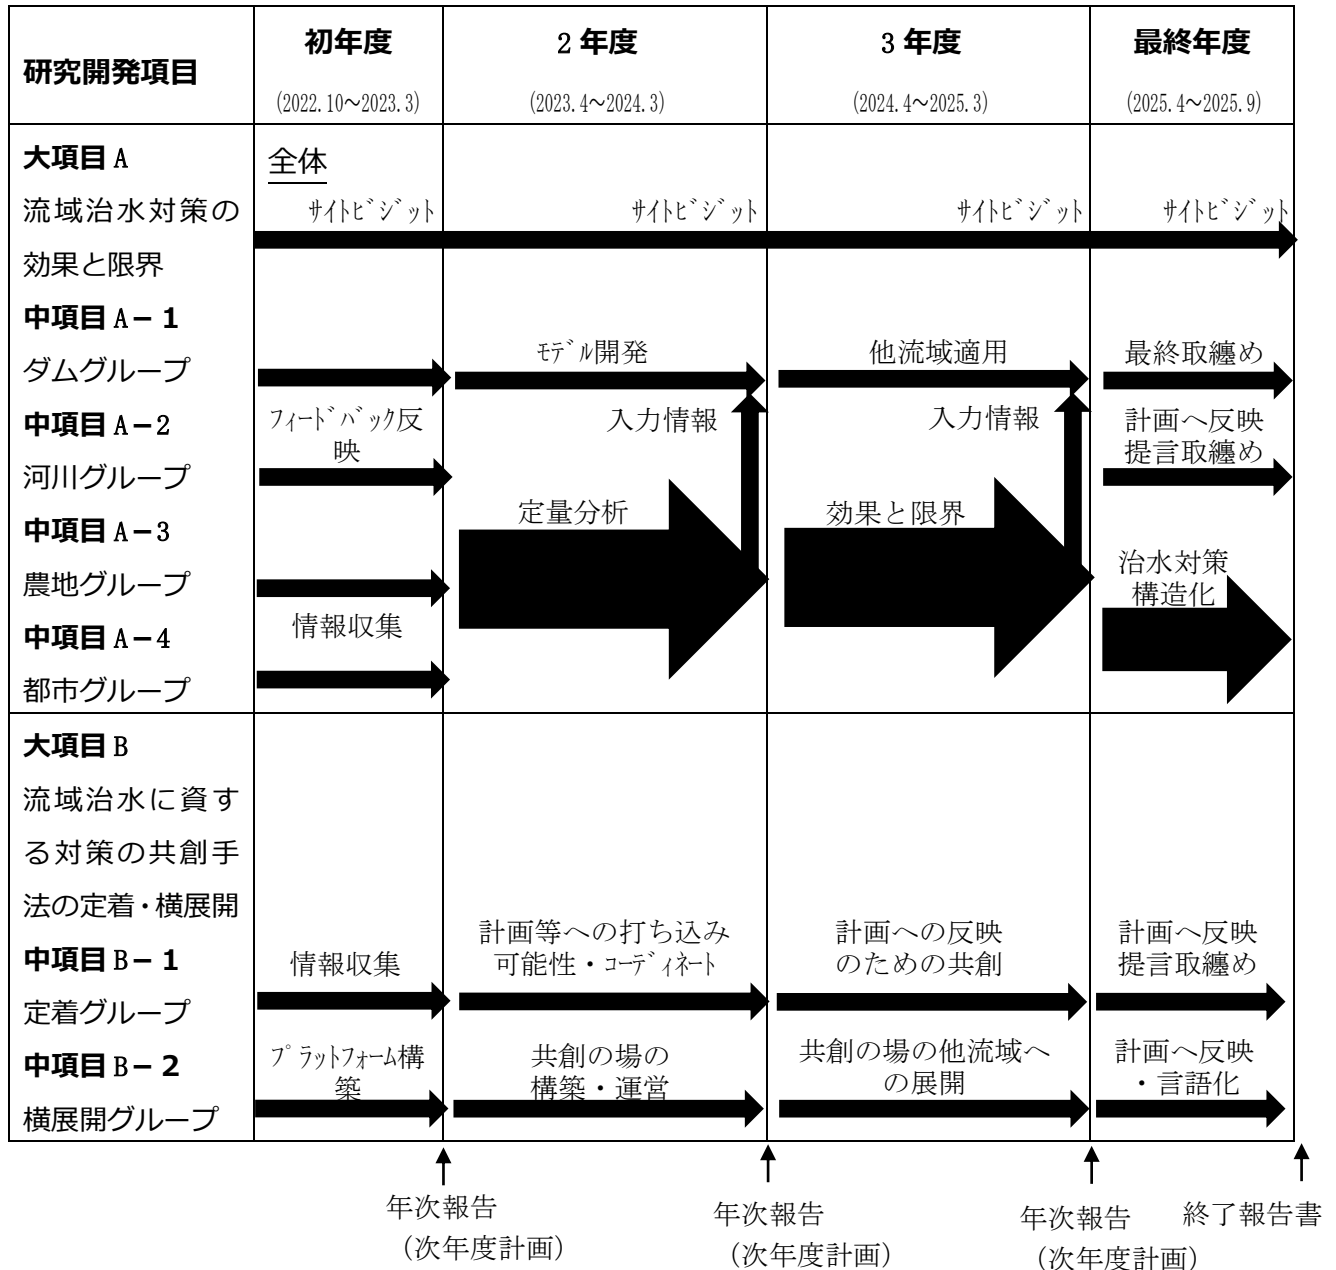 研究開発項目
初年度
(2022.10～2023.3)
2 年度
(2023.4～2024.3)
3 年度
(2024.4～2025.3)
最終年度
(2025.4～2025.9)
大項目 A
流域治水対策の
効果と限界
中項目 A－1
ダムグループ
中項目 A－2
河川グループ
中項目 A－3
農地グループ
中項目 A－4
都市グループ
全体
ｻｲﾄﾋﾞｼﾞｯﾄ
ｻｲﾄﾋﾞｼﾞｯﾄ
ｻｲﾄﾋﾞｼﾞｯﾄ
ｻｲﾄﾋﾞｼﾞｯﾄ
ﾓﾃﾞﾙ開発
他流域適用
最終取纏め
ﾌｨｰﾄﾞﾊﾞｯｸ反
映
入力情報
入力情報
計画へ反映
提言取纏め
定量分析
効果と限界
治水対策
構造化
情報収集
大項目 B
流域治水に資す
る対策の共創手
法の定着・横展開
中項目 B－1
定着グループ
中項目 B－2
横展開グループ
情報収集
計画等への打ち込み
可能性・ｺｰﾃﾞｨﾈｰﾄ
計画への反映
のための共創
計画へ反映
提言取纏め
ﾌﾟﾗｯﾄﾌｫｰﾑ構
築
共創の場の
構築・運営
共創の場の他流域へ
の展開
計画へ反映
・言語化
年次報告
（次年度計画）
年次報告
（次年度計画）
年次報告
（次年度計画）
終了報告書